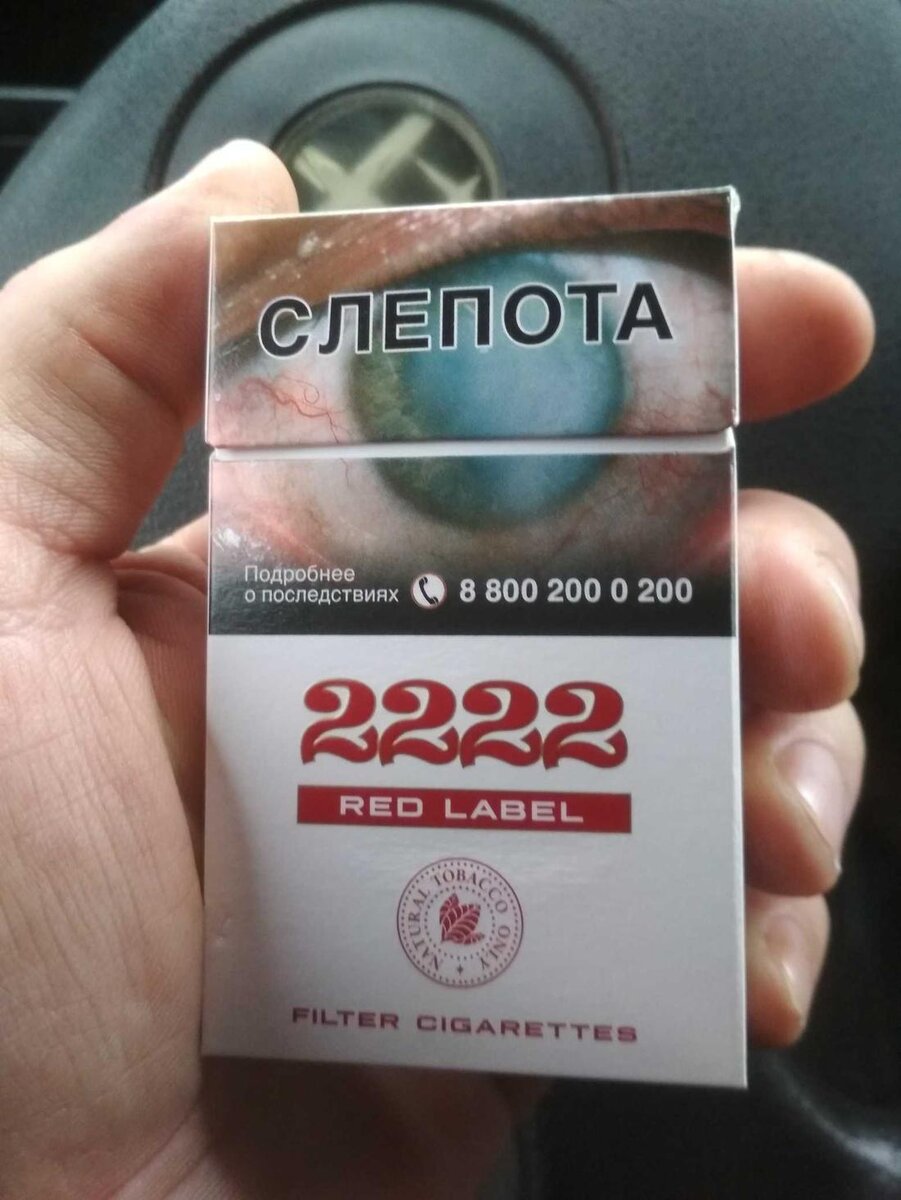 СЛЕПОТА
Подробнее
о последствиях 8 800 200 0 200
2222
RED LABEL
NATURAL TOBACCO ONLY
FILTER CIGARETTES